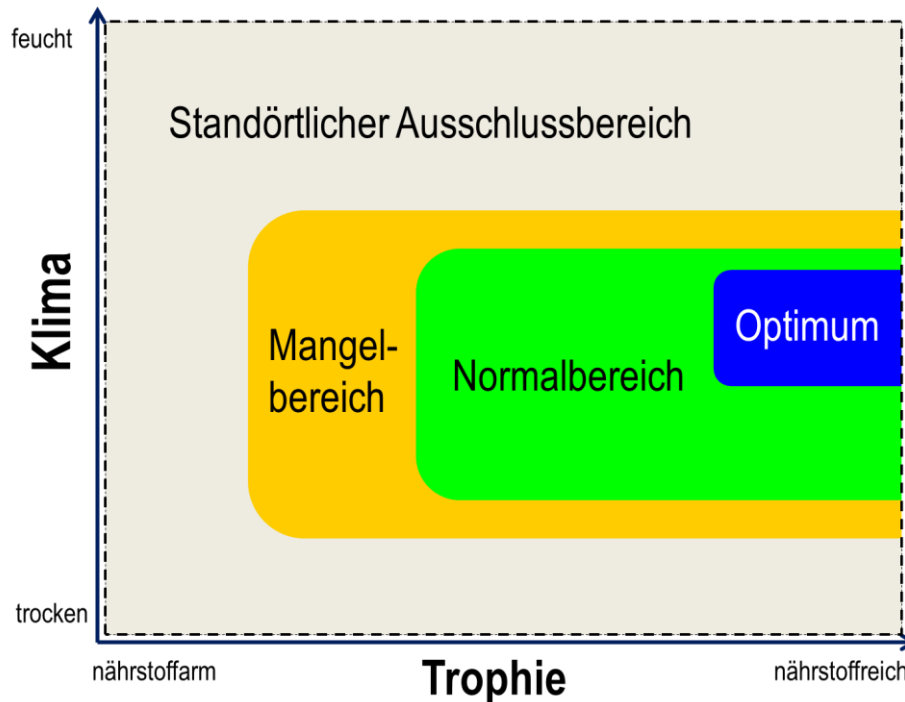 feucht
Standörtlicher Ausschlussbereich
Klima
Mangel-
bereich
Normalbereich
Optimum
trocken
nährstoffarm
Trophie
nährstoffreich